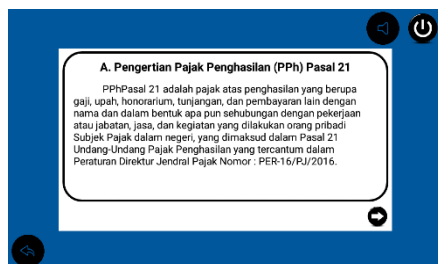 A. Pengertian Pajak Penghasilan (PPh) Pasal 21
PPhPasal 21 adalah pajak atas penghasilan yang berupa
gaji, upah, honorarium, tunjangan, dan pembayaran lain dengan
nama dan dalam bentuk apa pun sehubungan dengan pekerjaan
atau jabatan, jasa, dan kegiatan yang dilakukan orang pribadi
Subjek Pajak dalam negeri, yang dimaksud dalam Pasal 21
Undang-Undang Pajak Penghasilan yang tercantum dalam
Peraturan Direktur Jendral Pajak Nomor : PER-16/PJ/2016.